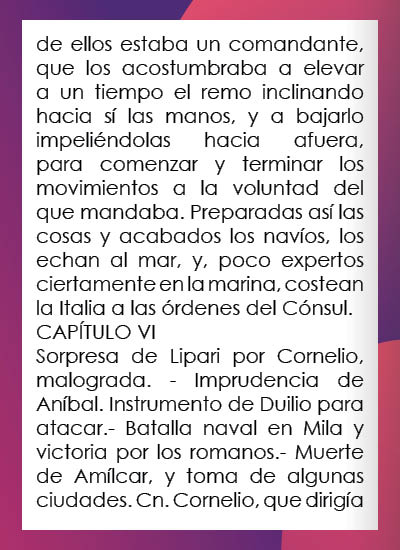 de ellos estaba un comandante,
que los acostumbraba a elevar
a un tiempo el remo inclinando
hacia sí las manos, y a bajarlo
impeliéndolas hacia afuera,
para comenzar y terminar los
movimientos a la voluntad del
que mandaba. Preparadas así las
cosas y acabados los navíos, los
echan al mar, y, poco expertos
ciertamente en la marina, costean
la Italia a las órdenes del Cónsul.
CAPÍTULO VI
Sorpresa de Lipari por Cornelio,
malograda. - Imprudencia de
Aníbal. Instrumento de Duilio para
atacar.- Batalla naval en Mila y
victoria por los romanos.- Muerte
de Amílcar, y toma de algunas
ciudades. Cn. Cornelio, que dirigía